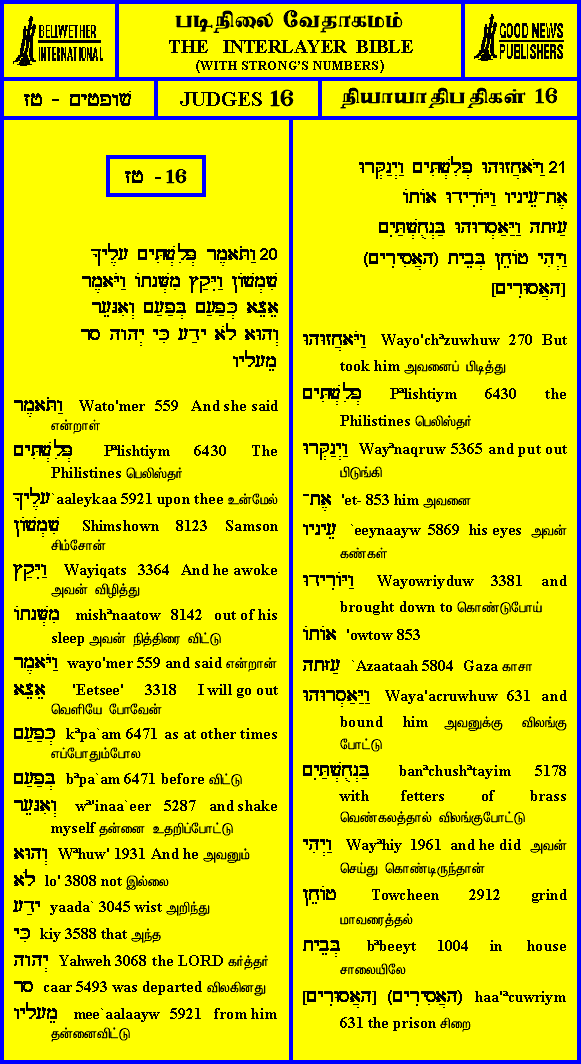 BELLWETHER
INTERNATIONAL
படிநிலை வேதாகமம்
THE INTERLAYER BIBLE
(WITH STRONG'S NUMBERS)
GOOD NEWS
PUBLISHERS
שׁוֹפטים - טז
JUDGES 16
நியாயாதிபதிகள் 16
טז - 16
20 וַתֹּאמֶר פְּלִשְׁתִּים עָלֶיךָ
שִׁמְשׁוֹן וַיִּקַץ מִשְּׁנָתוֹ וַיֹּאמֶר
אֵצֵא כְּפַעַם בְּפַעַם וְאִנָּעֵר
וְהוּא לֹא יָדַע כִּי יְהוָה סָר
מֵעָלָיו
וַתֹּאמֶר Wato'mer 559 And she said
என்றாள்
פְּלִשְׁתִּים Pªlishtiym 6430 The
Philistines பெலிஸ்தர்
עָלֶיךָ `aaleykaa 5921 upon thee உன்மேல்
שִׁמְשׁוֹן Shimshown 8123 Samson
சிம்சோன்
וַיִּקַץ Wayiqats 3364 And he awoke
அவன் விழித்து
מִשְּׁנָתוֹ mishªnaatow 8142 out of his
sleep அவன் நித்திரை விட்டு
וַיֹּאמֶר wayo'mer 559 and said என்றான்
אֵצֵא 'Eetsee' 3318 I will go out
வெளியே போவேன்
כְּפַעַם kªpa`am 6471 as at other times
எப்போதும்போல
בְּפַעַם bªpa`am 6471 before விட்டு
וְאִנָּעֵר wª'inaa`eer 5287 and shake
myself தன்னை உதறிப்போட்டு
וְהוּא Wªhuw' 1931 And he அவனும்
לֹא lo' 3808 not இல்லை
יָדַע yaada` 3045 wist அறிந்து
כִּי kiy 3588 that அந்த
יְהוָה Yahweh 3068 the LORD கர்த்தர்
סָר caar 5493 was departed விலகினது
מֵעָלָיו mee`aalaayw 5921 from him
தன்னைவிட்டு
21 וַיֹּאחֲזוּהוּ פְלִשְׁתִּים וַיְנַקְּרוּ
אֶת־עֵינָיו וַיּוֹרִידוּ אוֹתוֹ
עַזָּתָה וַיַּאַסְרוּהוּ בַּנְחֻשְׁתַּיִם
וַיְהִי טוֹחֵן בְּבֵית (הָאֲסִירִים)
[הָאֲסוּרִים]
וַיֹּאחֲזוּהוּ Wayo'chªzuwhuw 270 But
took him அவனைப் பிடித்து
פְלִשְׁתִּים Pªlishtiym 6430 the
Philistines பெலிஸ்தர்
וַיְנַקְּרוּ Wayªnaqruw 5365 and put out
பிடுங்கி
אֶת־ 'et- 853 him அவனை
עֵינָיו `eeynaayw 5869 his eyes அவன்
கண்கள்
וַיּוֹרִידוּ Wayowriyduw 3381 and
brought down to கொண்டுபோய்
אוֹתוֹ 'owtow 853
עַזָּתָה `Azaataah 5804 Gaza காசா
וַיַּאַסְרוּהוּ Waya'acruwhuw 631 and
bound him அவனுக்கு விலங்கு
போட்டு
בַּנְחֻשְׁתַּיִם banªchushªtayim 5178
with fetters of brass
வெண்கலத்தால் விலங்குபோட்டு
וַיְהִי Wayªhiy 1961 and he did அவன்
செய்து கொண்டிருந்தான்
טוֹחֵן Towcheen 2912 grind
மாவரைத்தல்
בְּבֵית bªbeeyt 1004 in house
சாலையிலே
[הָאֲסוּרִים] (הָאֲסִירִים) haa'ªcuwriym
631 the prison சிறை